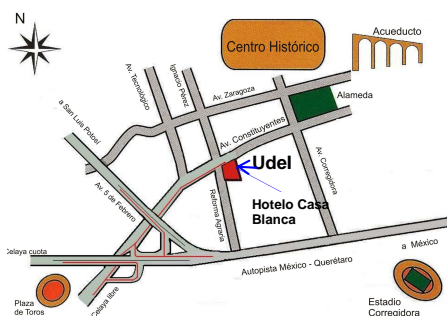 N
Centro Histórico
Acueducto
Av. Tecnológico
Ignacio Pérez
Av. Zaragoza
Alameda
a San Luis Potosí
Av. Constituyentes
Udel
Av. 5 de Febrero
Reforma Agraria
Av. Corregidora
Hotelo Casa
Blanca
Celaya cuota
a México
Autopista México - Querétaro
Plaza
de Toros
Celaya libre
Estadio
Corregidora